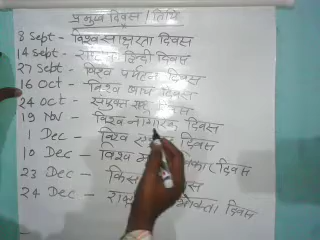 प्रमुख दिवस / तिथि
8 Sept - विश्व साक्षरता दिवस
14 Sept - हिन्दी दिवस
27 Sept - विश्व पर्यटन दिवस
16 Oct - विश्व खाद्य दिवस
24 Oct - संयुक्त
19 Nov - विश्व नागरिक दिवस
1 Dec - विश्व दिवस
10 Dec - विश्व दिवस
23 Dec - किसान
24 Dec - दिवस